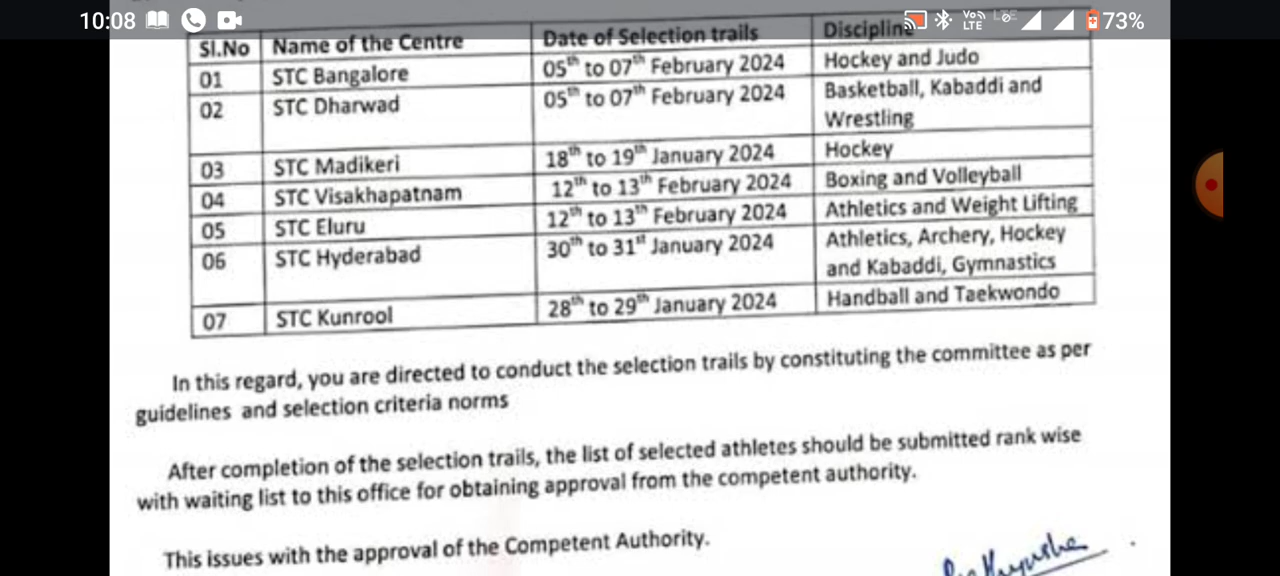 10:08 Vo)) LTE LTE 73%
Sl.No Name of the Centre Date of Selection trails Discipline
01 STC Bangalore 05th to 07th February 2024 Hockey and Judo
02 STC Dharwad 05th to 07th February 2024 Basketball, Kabaddi and
Wrestling
03 STC Madikeri 18th to 19th January 2024 Hockey
04 STC Visakhapatnam 12th to 13th February 2024 Boxing and Volleyball
05 STC Eluru 12th to 13th February 2024 Athletics and Weight Lifting
06 STC Hyderabad 30th to 31st January 2024 Athletics, Archery, Hockey
and Kabaddi, Gymnastics
07 STC Kunrool 28th to 29th January 2024 Handball and Taekwondo
In this regard, you are directed to conduct the selection trails by constituting the committee as per
guidelines and selection criteria norms
After completion of the selection trails, the list of selected athletes should be submitted rank wise
with waiting list to this office for obtaining approval from the competent authority.
This issues with the approval of the Competent Authority.